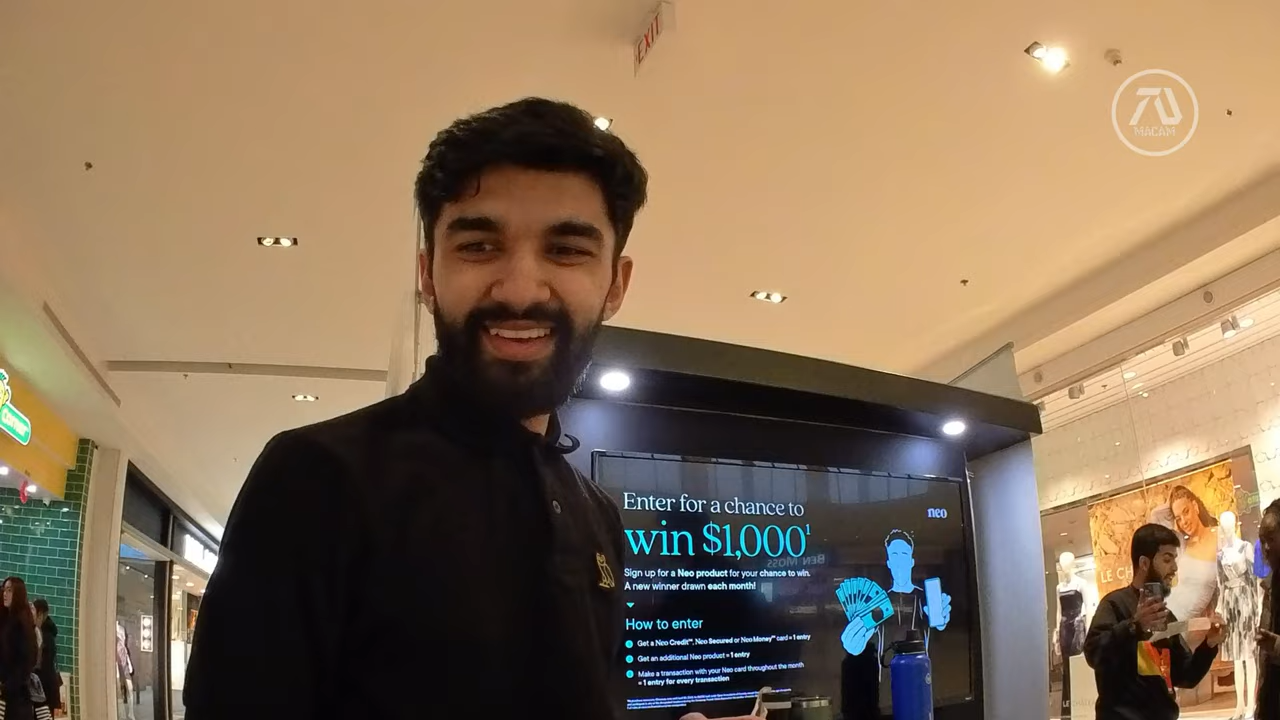 EXIT
MACAM
Enter for a chance to
neo
win $1,000¹
BEN MOSS
Sign up for a Neo product for your chance to win.
A new winner drawn each month!
How to enter
Get a Neo Credit™, Neo Secured or Neo Money™ card = 1 entry
Get an additional Neo product = 1 entry
Make a transaction with your Neo card throughout the month
= 1 entry for every transaction
LE CH